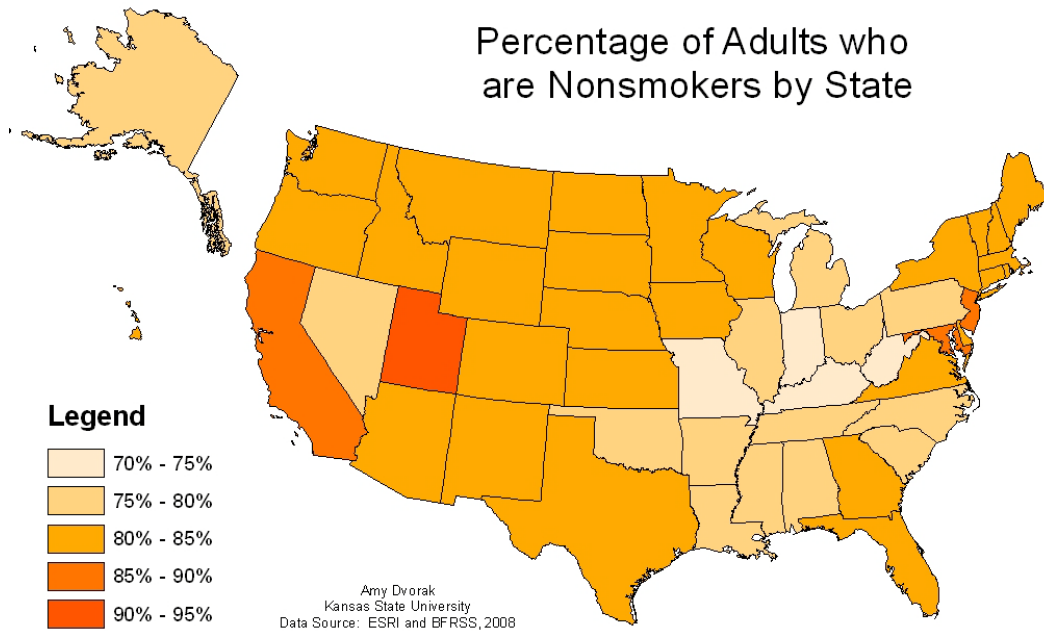 Percentage of Adults who
are Nonsmokers by State
Legend
70% - 75%
75% - 80%
80% - 85%
85% - 90%
90% - 95%
Amy Dvorak
Kansas State University
Data Source: ESRI and BFRSS, 2008